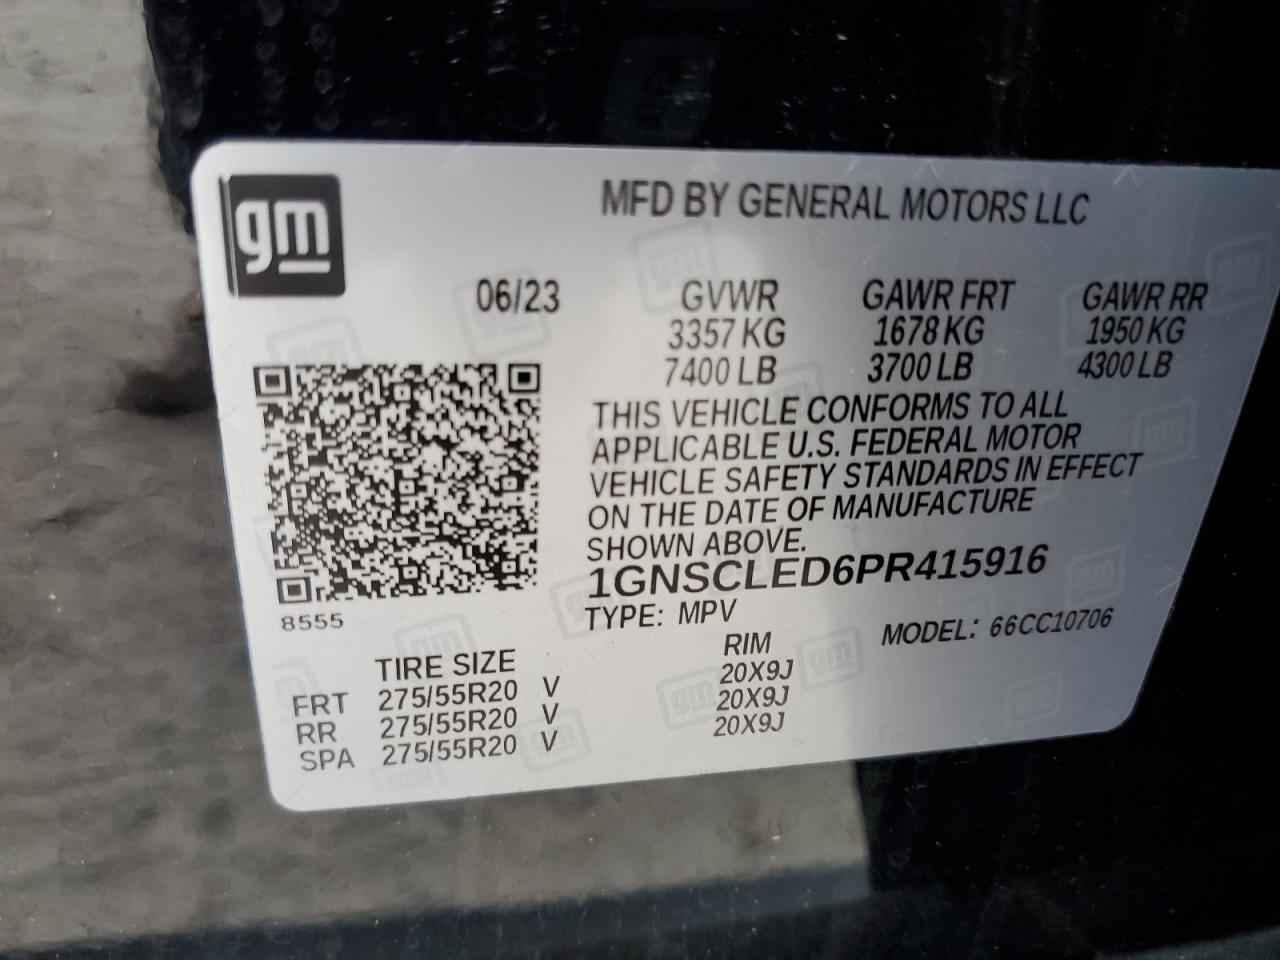 gm
MFD BY GENERAL MOTORS LLC
06/23 GVWR GAWR FRT GAWR RR
3357 KG 1678 KG 1950 KG
7400 LB 3700 LB 4300 LB
THIS VEHICLE CONFORMS TO ALL
APPLICABLE U.S. FEDERAL MOTOR
VEHICLE SAFETY STANDARDS IN EFFECT
ON THE DATE OF MANUFACTURE
SHOWN ABOVE.
1GNSCLED6PR415916
8555
TYPE: MPV MODEL: 66CC10706
TIRE SIZE RIM
FRT 275/55R20 V 20X9J
RR 275/55R20 V 20X9J
SPA 275/55R20 V 20X9J